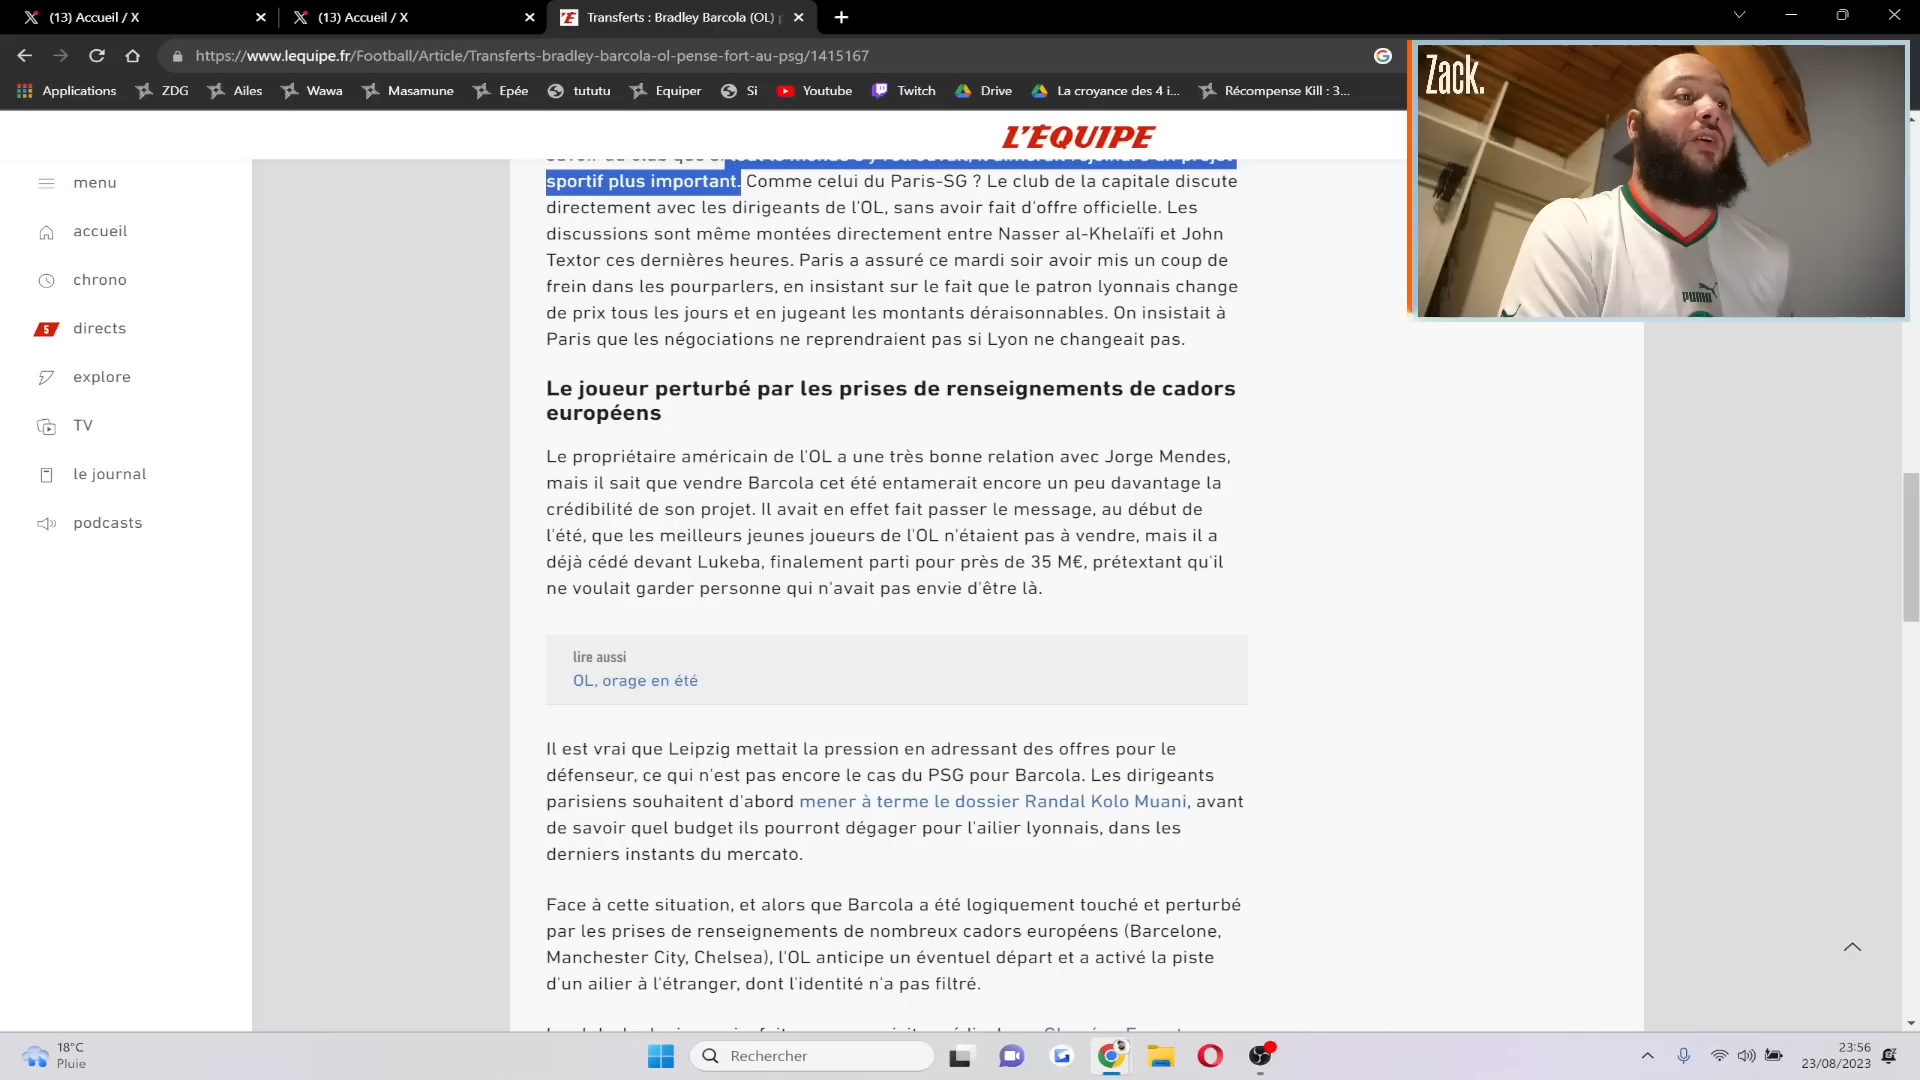 (13) Accueil / X
(13) Accueil / X
Transferts : Bradley Barcola (OL)
https://www.lequipe.fr/Football/Article/Transferts-bradley-barcola-ol-pense-fort-au-psg/1415167
Applications ZDG Ailes Wawa Masamune Epée tututu Equiper Si Youtube Twitch Drive La croyance des 4 i... Récompense Kill : 3...
Zack.
PUMA
L'ÉQUIPE
menu
accueil
chrono
5 directs
explore
TV
le journal
podcasts
sportif plus important. Comme celui du Paris-SG ? Le club de la capitale discute
directement avec les dirigeants de l'OL, sans avoir fait d'offre officielle. Les
discussions sont même montées directement entre Nasser al-Khelaïfi et John
Textor ces dernières heures. Paris a assuré ce mardi soir avoir mis un coup de
frein dans les pourparlers, en insistant sur le fait que le patron lyonnais change
de prix tous les jours et en jugeant les montants déraisonnables. On insistait à
Paris que les négociations ne reprendraient pas si Lyon ne changeait pas.
Le joueur perturbé par les prises de renseignements de cadors
européens
Le propriétaire américain de l'OL a une très bonne relation avec Jorge Mendes,
mais il sait que vendre Barcola cet été entamerait encore un peu davantage la
crédibilité de son projet. Il avait en effet fait passer le message, au début de
l'été, que les meilleurs jeunes joueurs de l'OL n'étaient pas à vendre, mais il a
déjà cédé devant Lukeba, finalement parti pour près de 35 M€, prétextant qu'il
ne voulait garder personne qui n'avait pas envie d'être là.
lire aussi
OL, orage en été
Il est vrai que Leipzig mettait la pression en adressant des offres pour le
défenseur, ce qui n'est pas encore le cas du PSG pour Barcola. Les dirigeants
parisiens souhaitent d'abord mener à terme le dossier Randal Kolo Muani, avant
de savoir quel budget ils pourront dégager pour l'ailier lyonnais, dans les
derniers instants du mercato.
Face à cette situation, et alors que Barcola a été logiquement touché et perturbé
par les prises de renseignements de nombreux cadors européens (Barcelone,
Manchester City, Chelsea), l'OL anticipe un éventuel départ et a activé la piste
d'un ailier à l'étranger, dont l'identité n'a pas filtré.
18°C
Pluie
Rechercher
23:56
23/08/2023